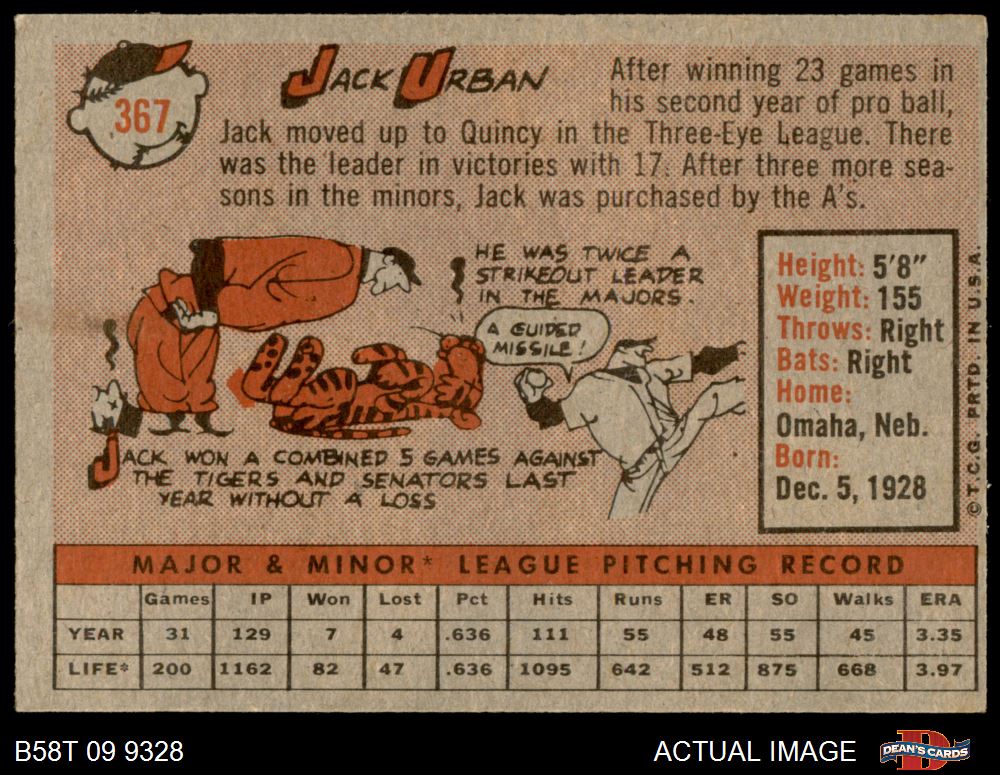 367
JACK URBAN
After winning 23 games in
his second year of pro ball,
Jack moved up to Quincy in the Three-Eye League. There
was the leader in victories with 17. After three more sea-
sons in the minors, Jack was purchased by the A's.
HE WAS TWICE A
STRIKEOUT LEADER
IN THE MAJORS.
A GUIDED
MISSILE!
JACK WON A COMBINED 5 GAMES AGAINST
THE TIGERS AND SENATORS LAST
YEAR WITHOUT A LOSS
Height: 5'8"
Weight: 155
Throws: Right
Bats: Right
Home:
Omaha, Neb.
Born:
Dec. 5, 1928
© T.C.G. PRTD. IN U.S.A.
MAJOR & MINOR* LEAGUE PITCHING RECORD
Games IP Won Lost Pct Hits Runs ER SO Walks ERA
YEAR 31 129 7 4 .636 111 55 48 55 45 3.35
LIFE* 200 1162 82 47 .636 1095 642 512 875 668 3.97
B58T 09 9328
ACTUAL IMAGE
D
DEAN'S CARDS